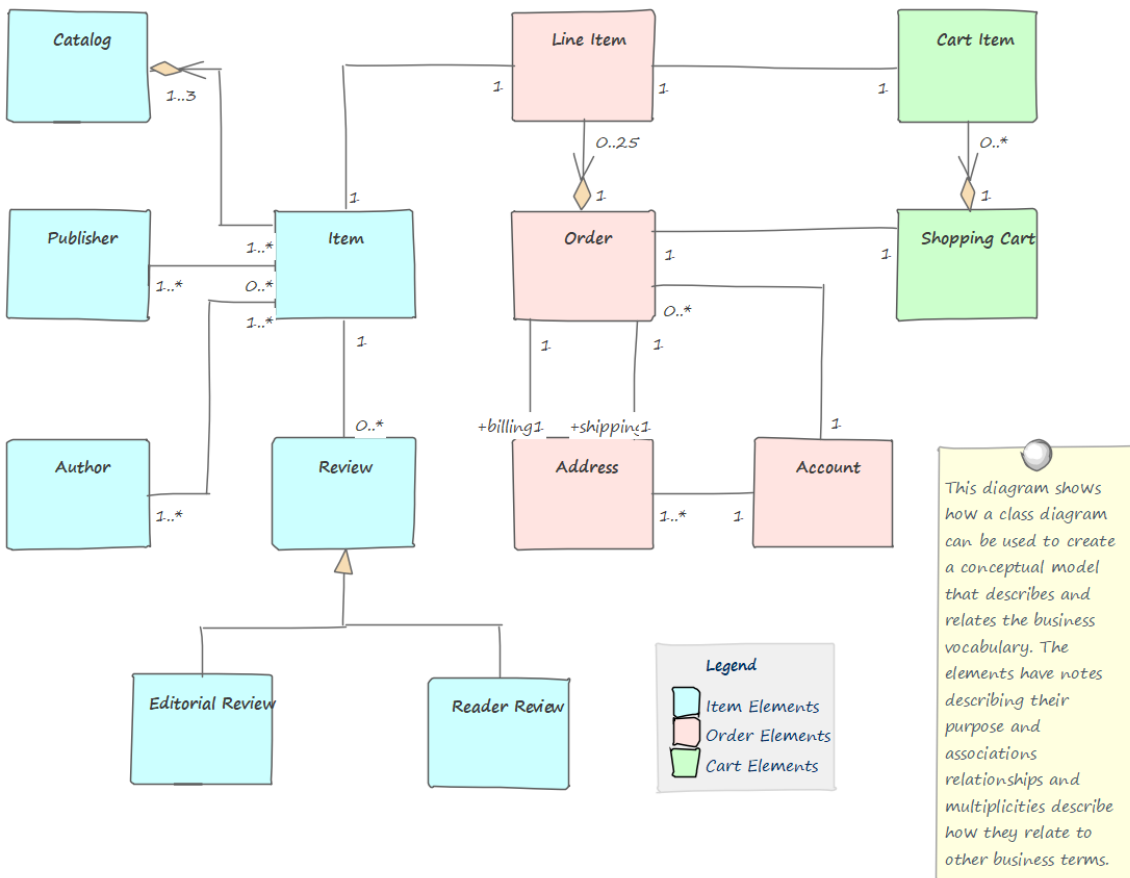 Catalog
Line Item
Cart Item
1..3
1
1
1
0..25
0..*
1
1
1
Publisher
Item
Order
Shopping Cart
1..*
1
1
1..*
0..*
0..*
1..*
1
1
1
+billing1
+shipping1
1
0..*
Author
Review
Address
Account
1..*
1..*
1
This diagram shows
how a class diagram
can be used to create
a conceptual model
that describes and
relates the business
vocabulary. The
elements have notes
describing their
purpose and
associations
relationships and
multiplicities describe
how they relate to
other business terms.
Editorial Review
Reader Review
Legend
Item Elements
Order Elements
Cart Elements